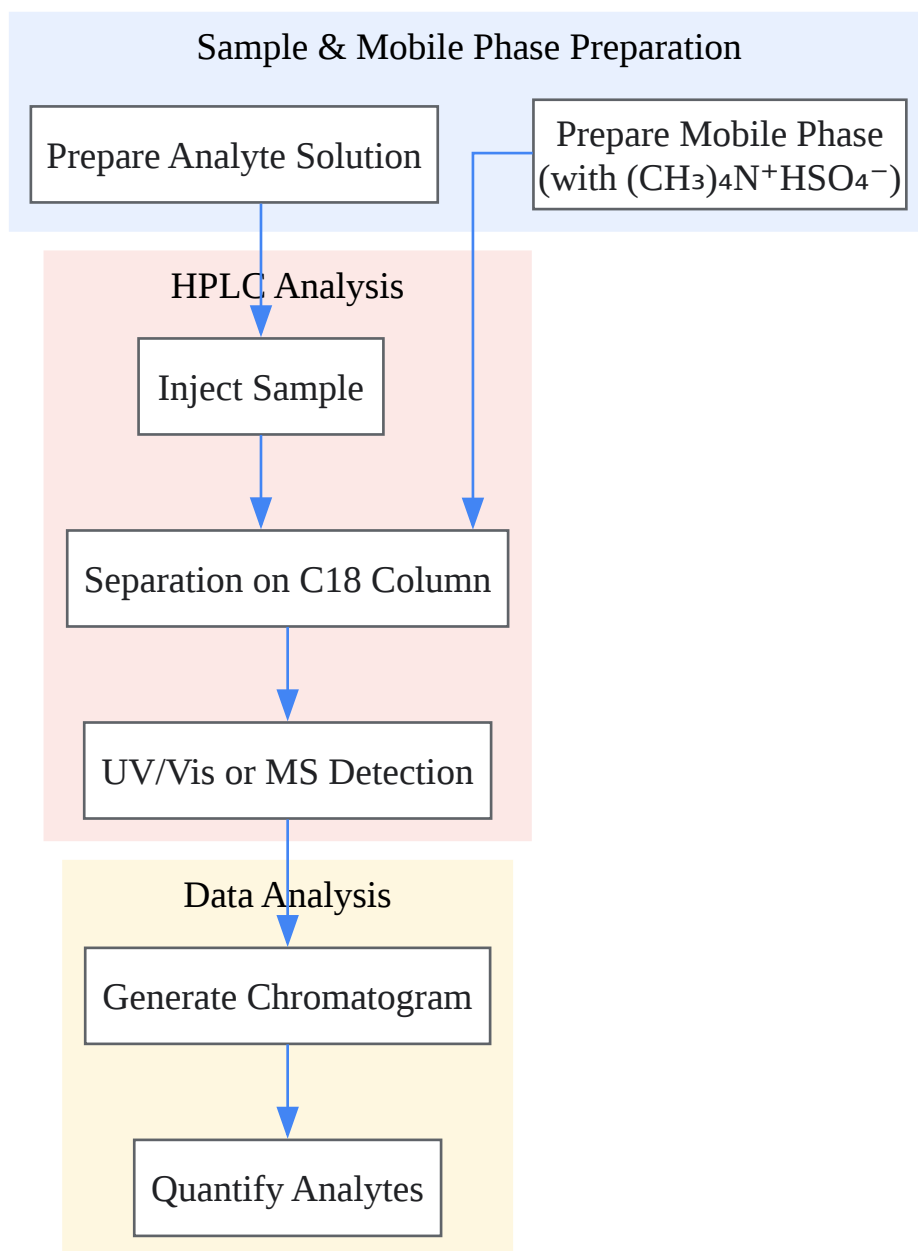 Sample & Mobile Phase Preparation
Prepare Analyte Solution
Prepare Mobile Phase
(with (CH₃)₄N⁺HSO₄⁻)
HPLC Analysis
Inject Sample
Separation on C18 Column
UV/Vis or MS Detection
Data Analysis
Generate Chromatogram
Quantify Analytes